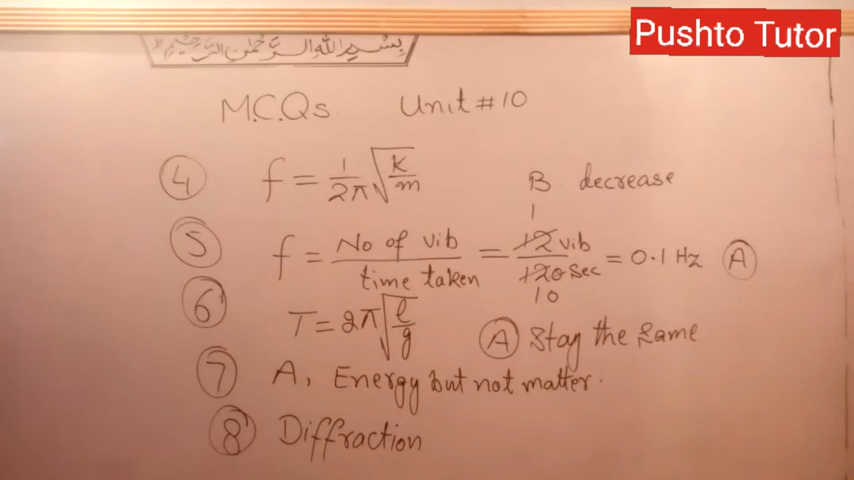 Pushto Tutor
بسم الله الرحمن الرحيم
M.C.Qs. Unit #10
④ f = 1/2π √k/m B decrease
⑤ f = No of vib / time taken = 12 vib / 120 sec = 0.1 Hz Ⓐ
1
10
⑥ T = 2π √l/g Ⓐ Stay the same
⑦ A, Energy but not matter.
⑧ Diffraction